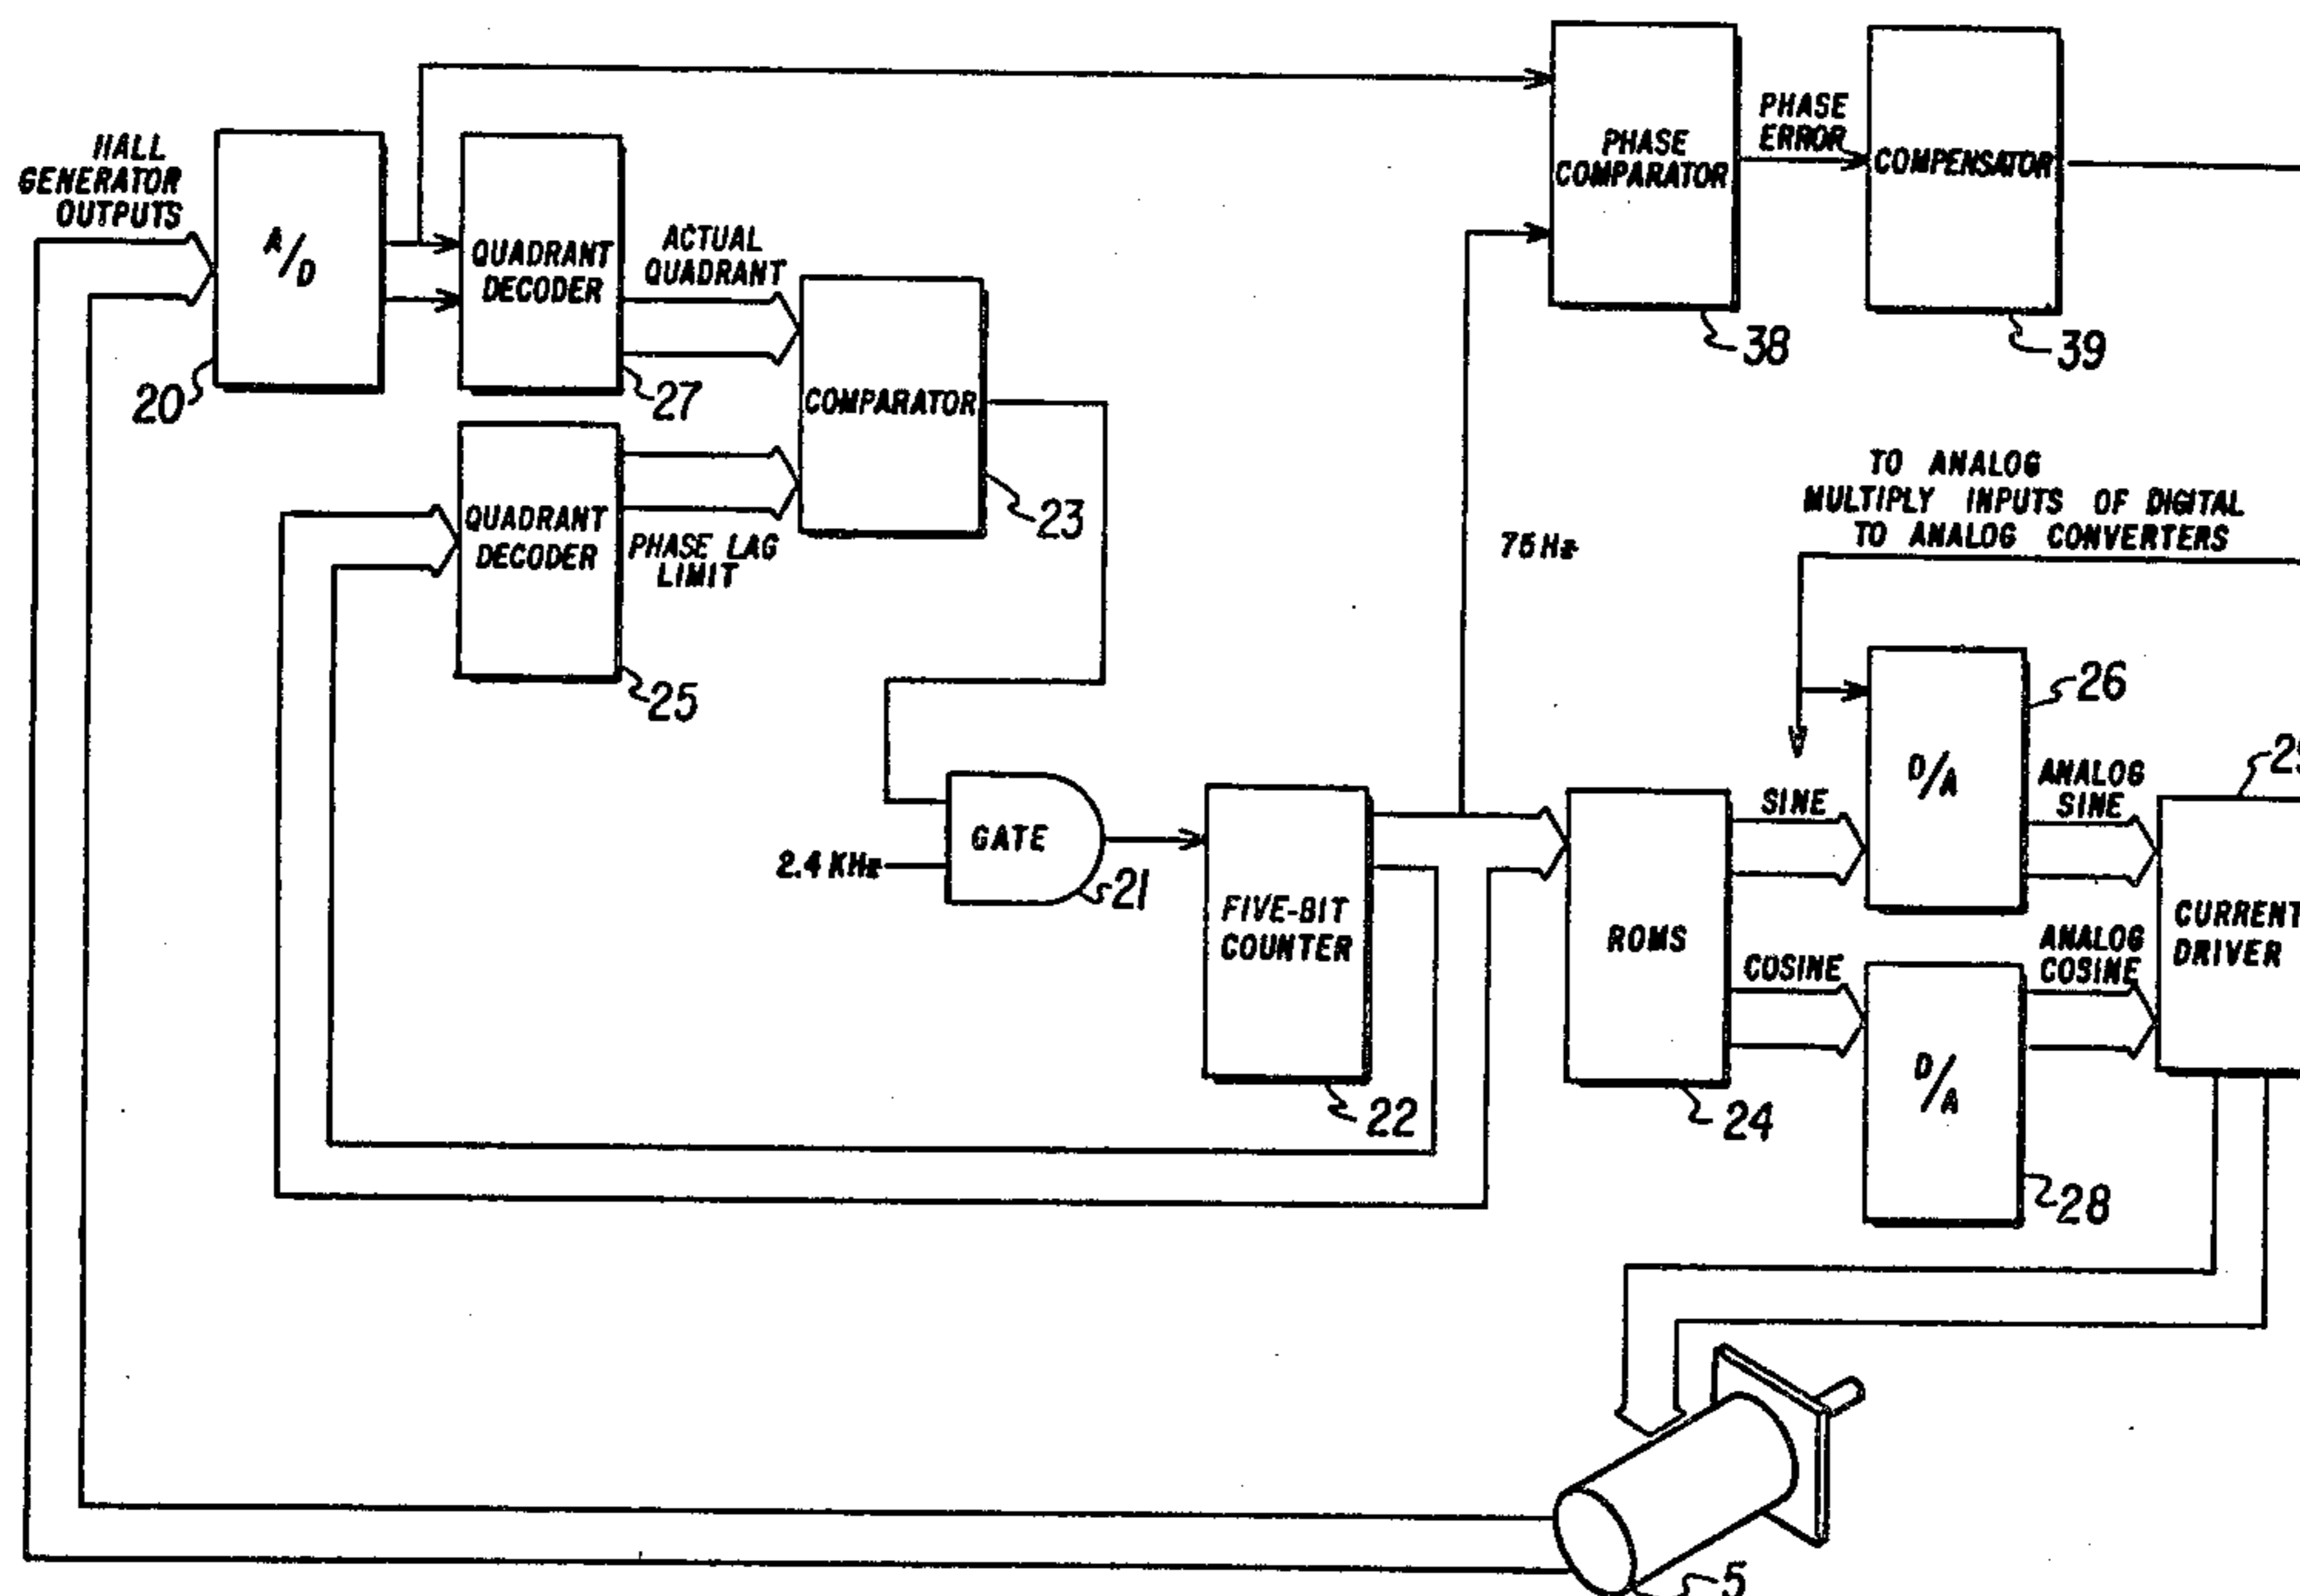 HALL
GENERATOR
OUTPUTS
A/D
20
QUADRANT
DECODER
27
ACTUAL
QUADRANT
COMPARATOR
23
QUADRANT
DECODER
25
PHASE LAG
LIMIT
PHASE
COMPARATOR
38
PHASE
ERROR
COMPENSATOR
39
75 Hz
TO ANALOG
MULTIPLY INPUTS OF DIGITAL
TO ANALOG CONVERTERS
2.4 KHz
GATE
21
FIVE-BIT
COUNTER
22
ROMS
24
SINE
COSINE
D/A
26
D/A
28
ANALOG
SINE
ANALOG
COSINE
CURRENT
DRIVER
5